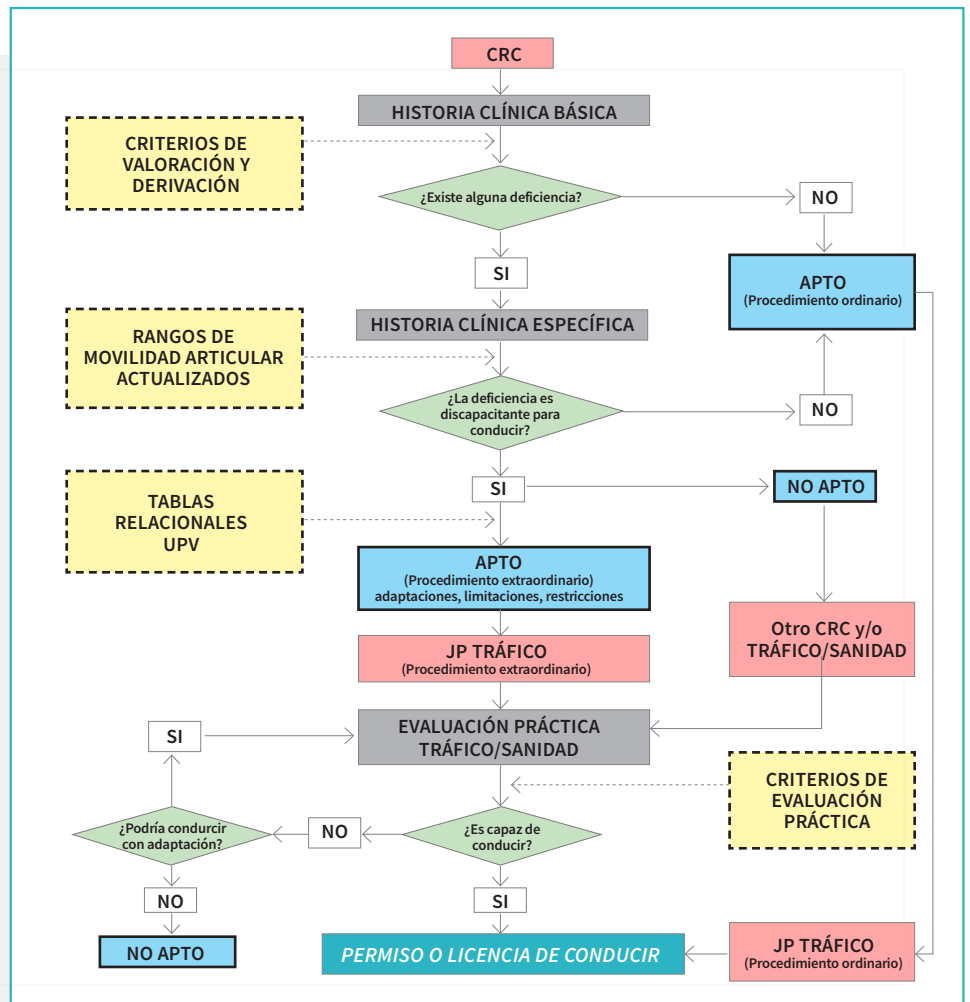 CRC
HISTORIA CLÍNICA BÁSICA
CRITERIOS DE
VALORACIÓN Y
DERIVACIÓN
¿Existe alguna deficiencia?
NO
SI
APTO
(Procedimiento ordinario)
HISTORIA CLÍNICA ESPECÍFICA
RANGOS DE
MOVILIDAD ARTICULAR
ACTUALIZADOS
¿La deficiencia es
discapacitante para
conducir?
NO
SI
NO APTO
TABLAS
RELACIONALES
UPV
APTO
(Procedimiento extraordinario)
adaptaciones, limitaciones, restricciones
Otro CRC y/o
TRÁFICO/SANIDAD
JP TRÁFICO
(Procedimiento extraordinario)
EVALUACIÓN PRÁCTICA
TRÁFICO/SANIDAD
SI
CRITERIOS DE
EVALUACIÓN
PRÁCTICA
¿Podría condurcir
con adaptación?
NO
¿Es capaz de
conducir?
NO
SI
NO APTO
PERMISO O LICENCIA DE CONDUCIR
JP TRÁFICO
(Procedimiento ordinario)